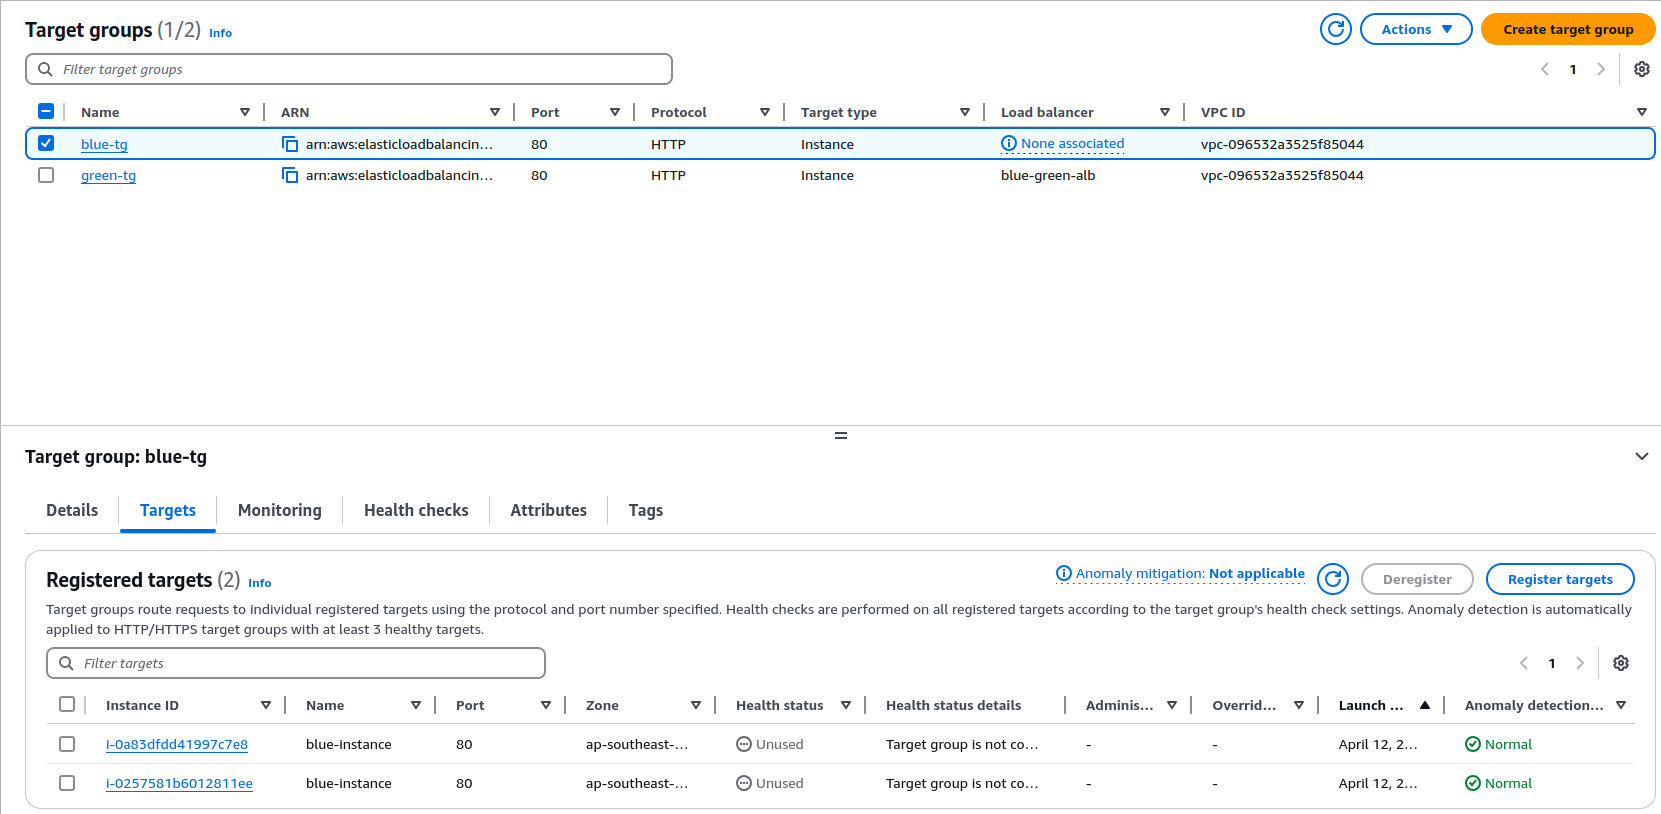 Target groups (1/2) Info
Actions Create target group
Filter target groups
1
Name ARN Port Protocol Target type Load balancer VPC ID
blue-tg arn:aws:elasticloadbalancin... 80 HTTP Instance None associated vpc-096532a3525f85044
green-tg arn:aws:elasticloadbalancin... 80 HTTP Instance blue-green-alb vpc-096532a3525f85044
Target group: blue-tg
Details Targets Monitoring Health checks Attributes Tags
Registered targets (2) Info
Anomaly mitigation: Not applicable Deregister Register targets
Target groups route requests to individual registered targets using the protocol and port number specified. Health checks are performed on all registered targets according to the target group's health check settings. Anomaly detection is automatically
applied to HTTP/HTTPS target groups with at least 3 healthy targets.
Filter targets
1
Instance ID Name Port Zone Health status Health status details Adminis... Overrid... Launch ... Anomaly detection...
i-0a83dfdd41997c7e8 blue-instance 80 ap-southeast-... Unused Target group is not co... - - April 12, 2... Normal
i-0257581b6012811ee blue-instance 80 ap-southeast-... Unused Target group is not co... - - April 12, 2... Normal